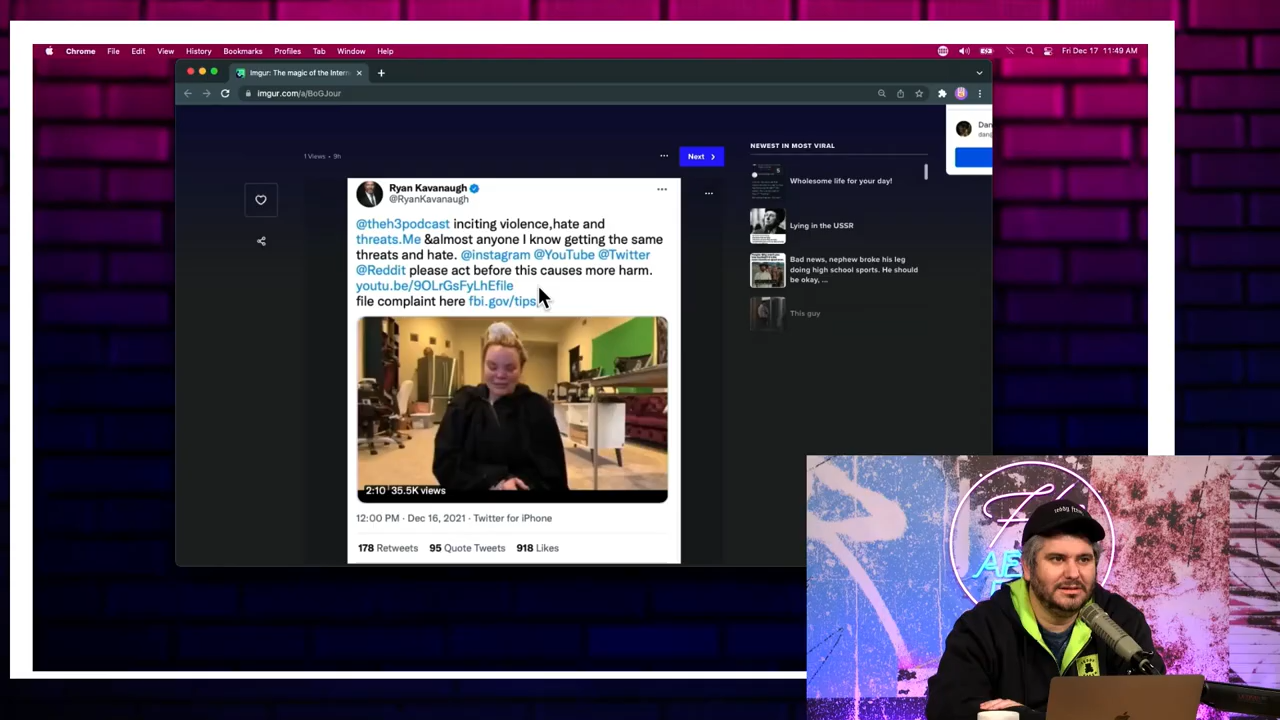 Chrome File Edit View History Bookmarks Profiles Tab Window Help
Fri Dec 17 11:49 AM
Imgur: The magic of the Intern
imgur.com/a/BoGJour
1 Views • 9h
Next
Ryan Kavanaugh
@RyanKavanaugh
@theh3podcast inciting violence,hate and
threats.Me &almost anyone I know getting the same
threats and hate. @instagram @YouTube @Twitter
@Reddit please act before this causes more harm.
youtu.be/9OLrGsFyLhEfile
file complaint here fbi.gov/tips
2:10 35.5K views
12:00 PM · Dec 16, 2021 · Twitter for iPhone
178 Retweets 95 Quote Tweets 918 Likes
NEWEST IN MOST VIRAL
Wholesome life for your day!
Lying in the USSR
Bad news, nephew broke his leg
doing high school sports. He should
be okay, ...
This guy
Dan
teddy fresh